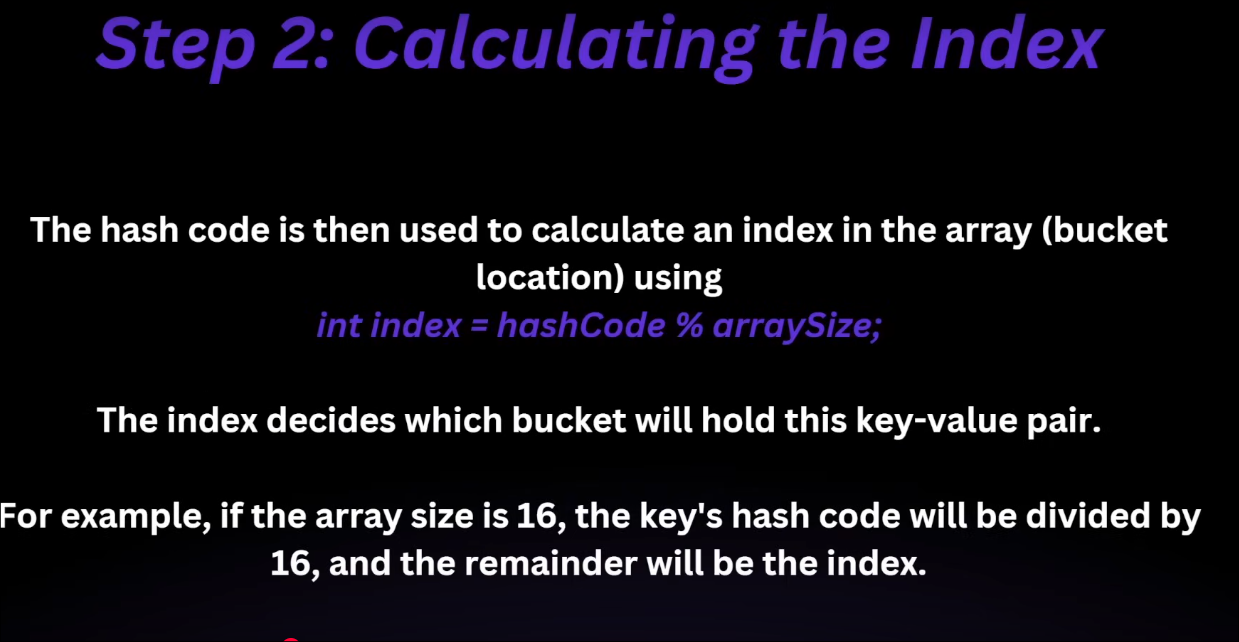 Step 2: Calculating the Index
The hash code is then used to calculate an index in the array (bucket
location) using
int index = hashCode % arraySize;
The index decides which bucket will hold this key-value pair.
For example, if the array size is 16, the key's hash code will be divided by
16, and the remainder will be the index.